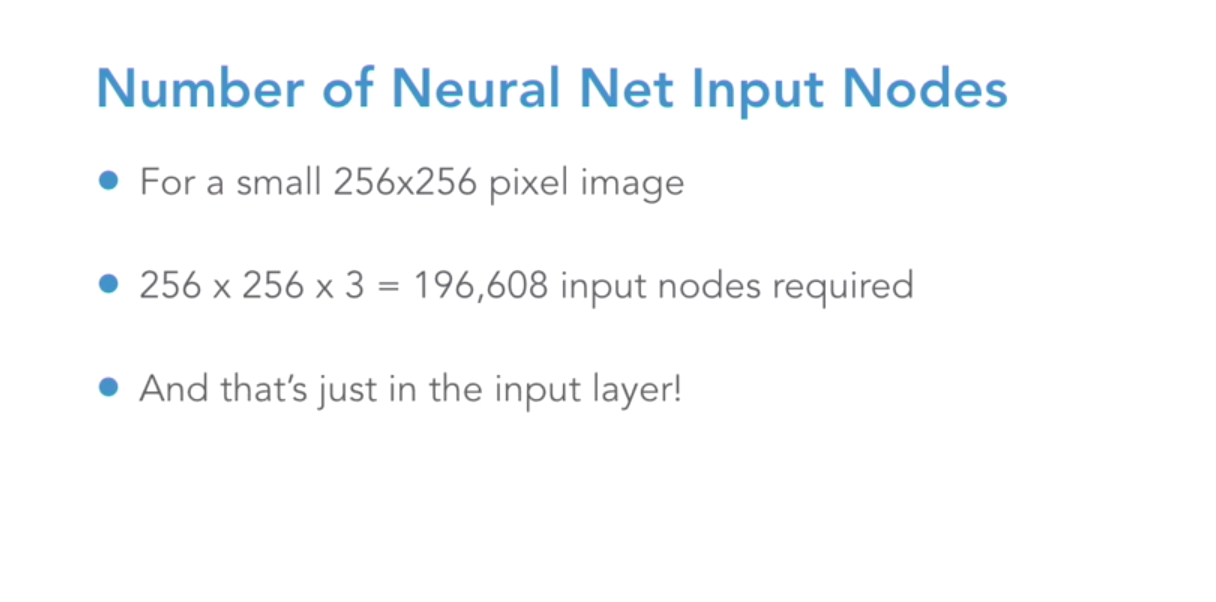 Number of Neural Net Input Nodes
● For a small 256x256 pixel image
● 256 x 256 x 3 = 196,608 input nodes required
● And that’s just in the input layer!